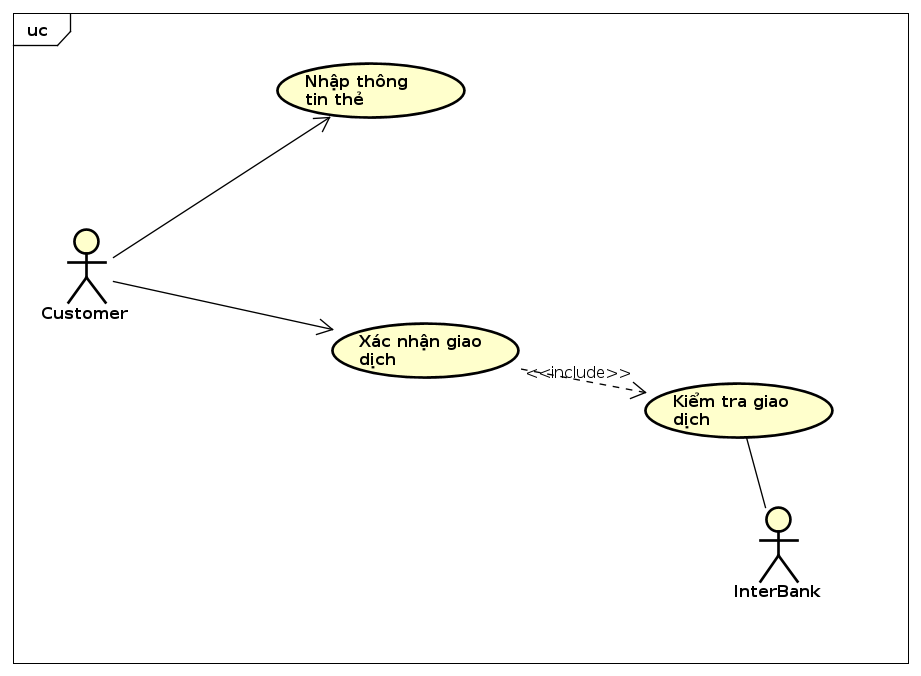 uc
Nhập thông
tin thẻ
Customer
Xác nhận giao
dịch
<<include>>
Kiểm tra giao
dịch
InterBank